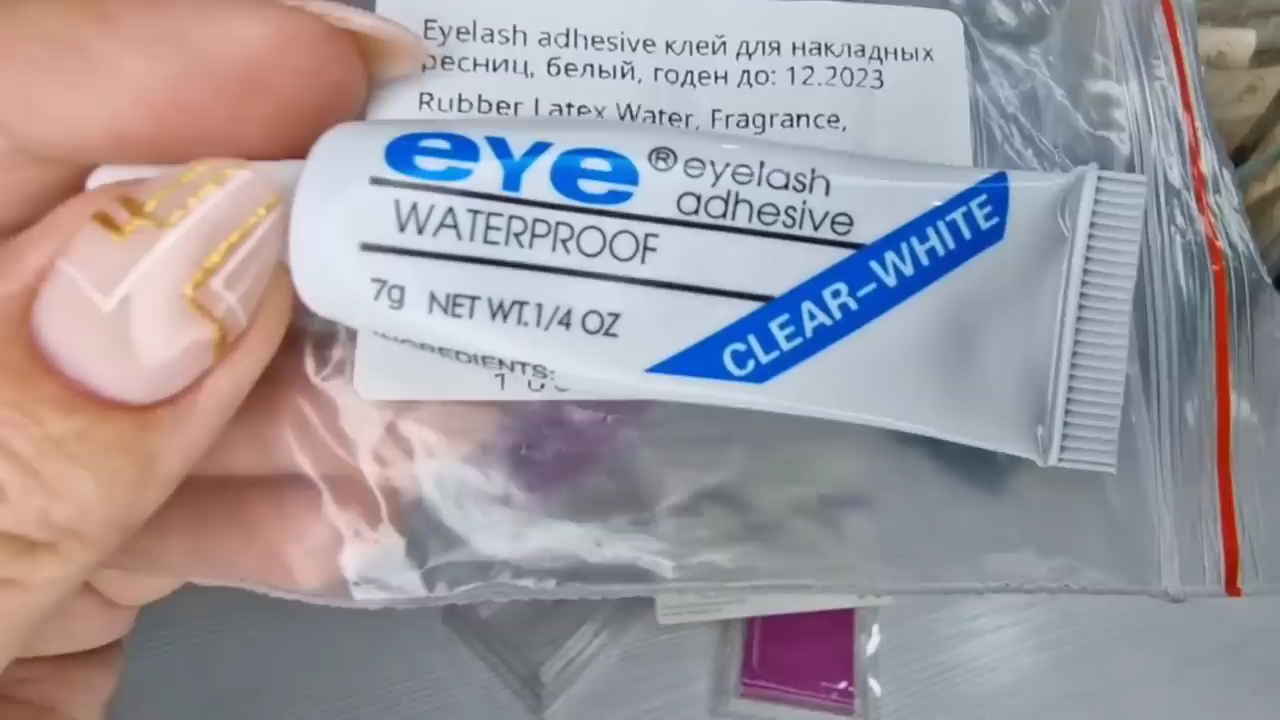 Eyelash adhesive клей для накладных
ресниц, белый, годен до: 12.2023
Rubber Latex Water, Fragrance,
eye® eyelash
adhesive
WATERPROOF
7g NET WT.1/4 OZ
CLEAR-WHITE
INGREDIENTS: